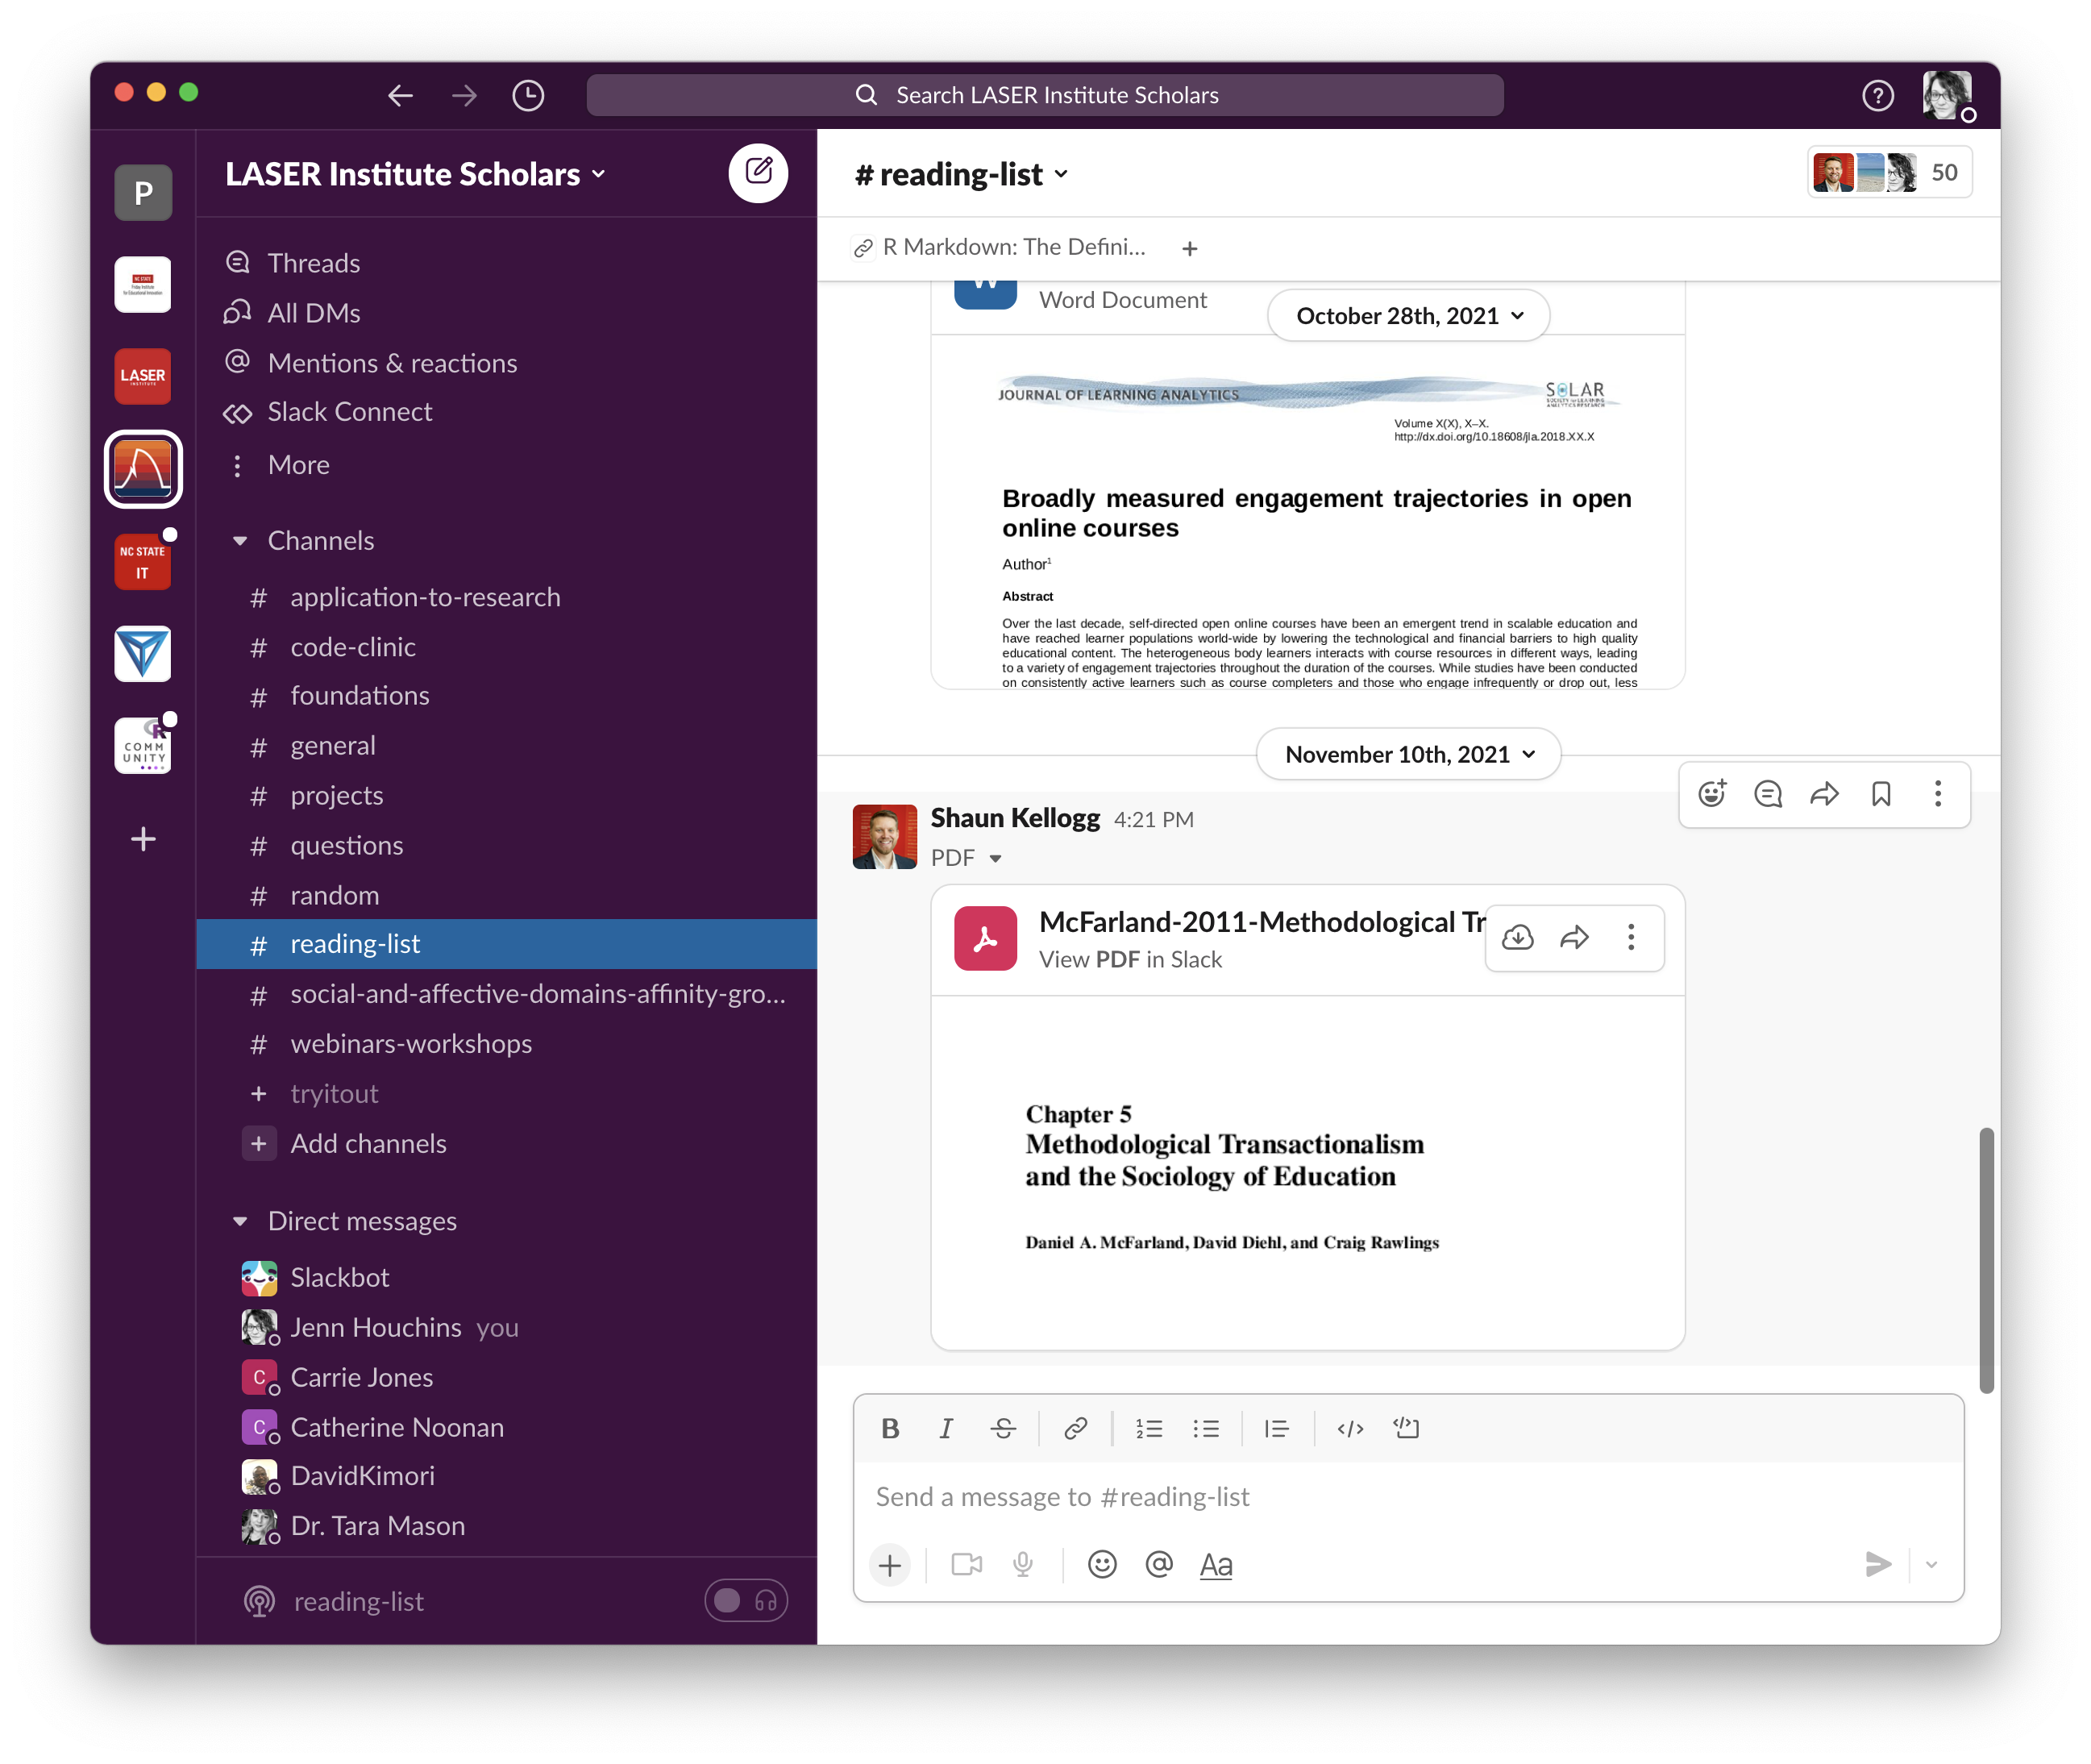 Search LASER Institute Scholars
P
NC STATE
LASER
INSTITUTE
NC STATE
IT
R
COMM
UNITY
LASER Institute Scholars
Threads
All DMs
Mentions & reactions
Slack Connect
More
Channels
# application-to-research
# code-clinic
# foundations
# general
# projects
# questions
# random
# reading-list
# social-and-affective-domains-affinity-gro...
# webinars-workshops
+ tryitout
+ Add channels
Direct messages
Slackbot
Jenn Houchins you
C Carrie Jones
C Catherine Noonan
DavidKimori
Dr. Tara Mason
reading-list
# reading-list
50
R Markdown: The Defini... +
W
Word Document
October 28th, 2021
JOURNAL OF LEARNING ANALYTICS
SOLAR
SOCIETY for LEARNING
ANALYTICS RESEARCH
Volume X(X), X–X.
http://dx.doi.org/10.18608/jla.2018.XX.X
Broadly measured engagement trajectories in open
online courses
Author1
Abstract
Over the last decade, self-directed open online courses have been an emergent trend in scalable education and
have reached learner populations world-wide by lowering the technological and financial barriers to high quality
educational content. The heterogeneous body learners interacts with course resources in different ways, leading
to a variety of engagement trajectories throughout the duration of the courses. While studies have been conducted
on consistently active learners such as course completers and those who engage infrequently or drop out, less
November 10th, 2021
Shaun Kellogg 4:21 PM
PDF
McFarland-2011-Methodological Tr
View PDF in Slack
Chapter 5
Methodological Transactionalism
and the Sociology of Education
Daniel A. McFarland, David Diehl, and Craig Rawlings
B I S
Send a message to #reading-list
+ @ Aa